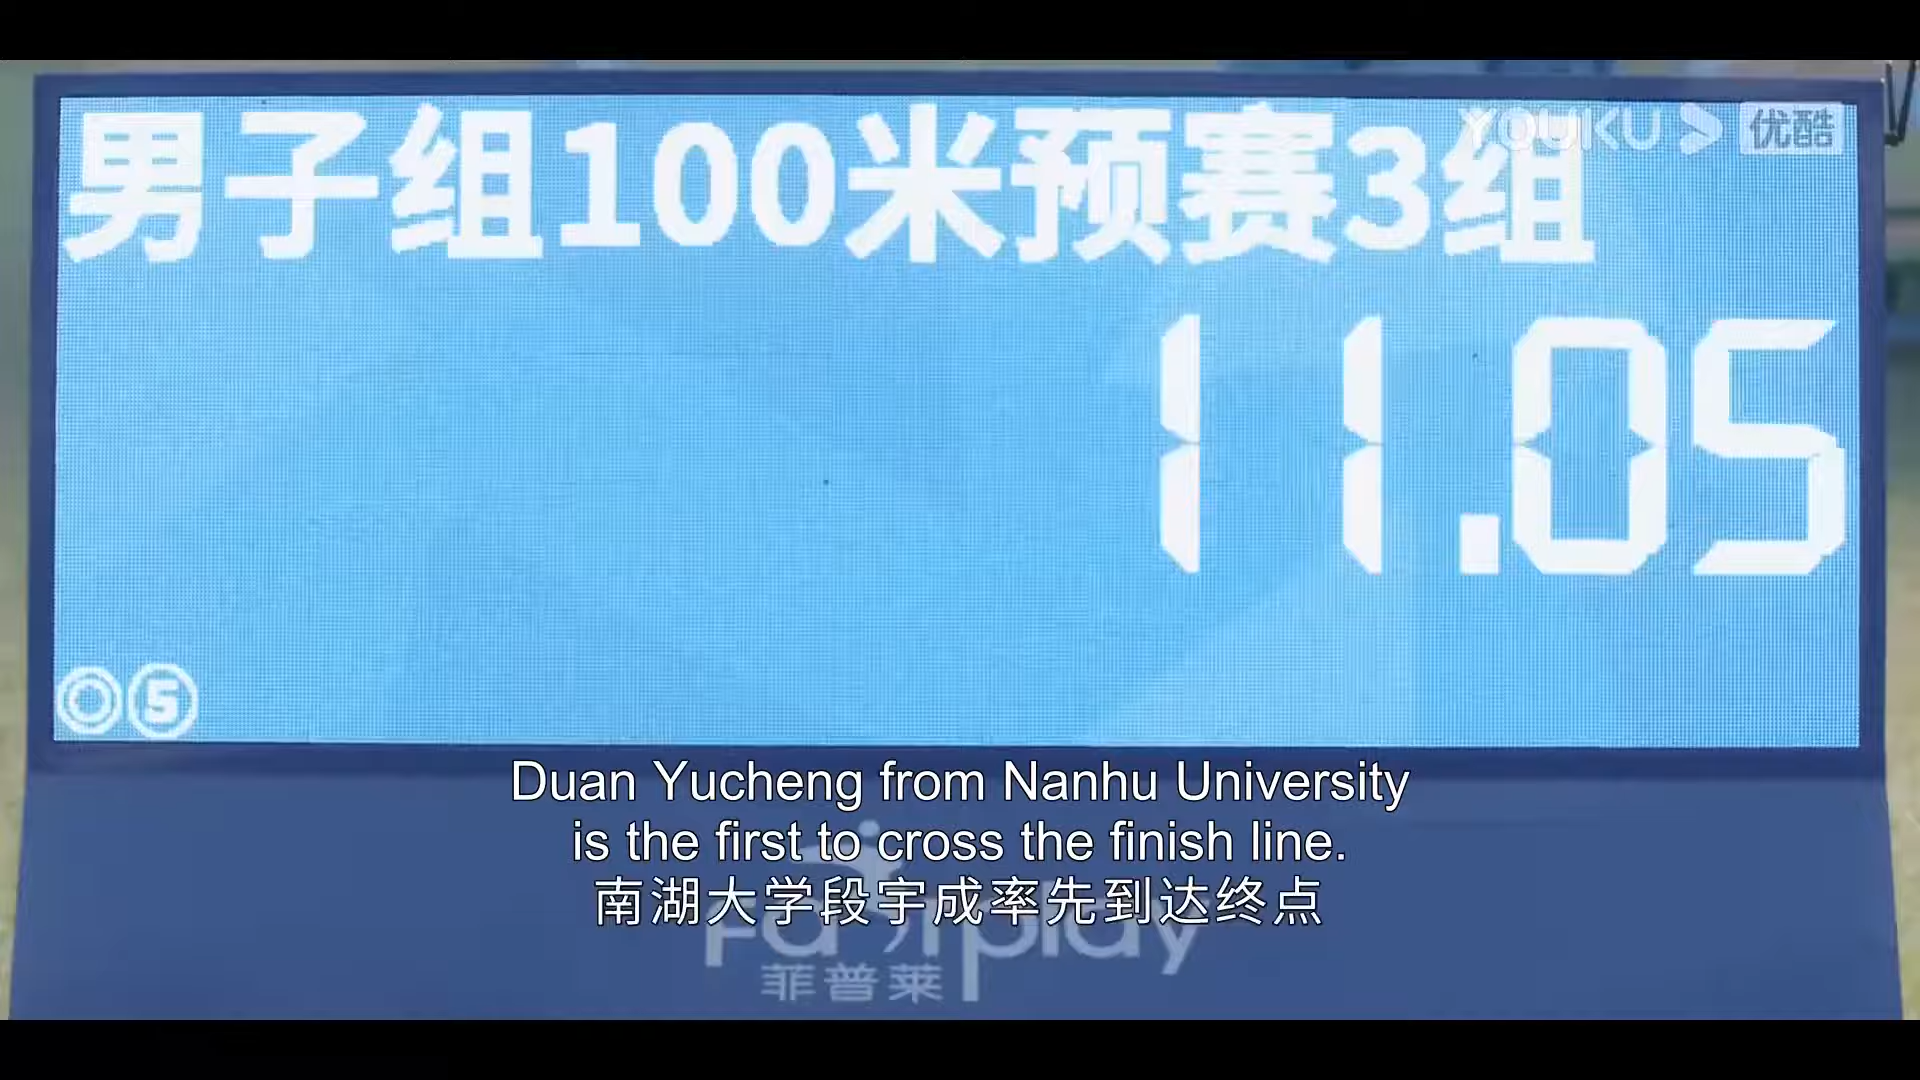 男子组100米预赛3组
YOUKU 优酷
11.05
◎⑤
Duan Yucheng from Nanhu University
is the first to cross the finish line.
南湖大学段宇成率先到达终点
Fairplay
菲普莱